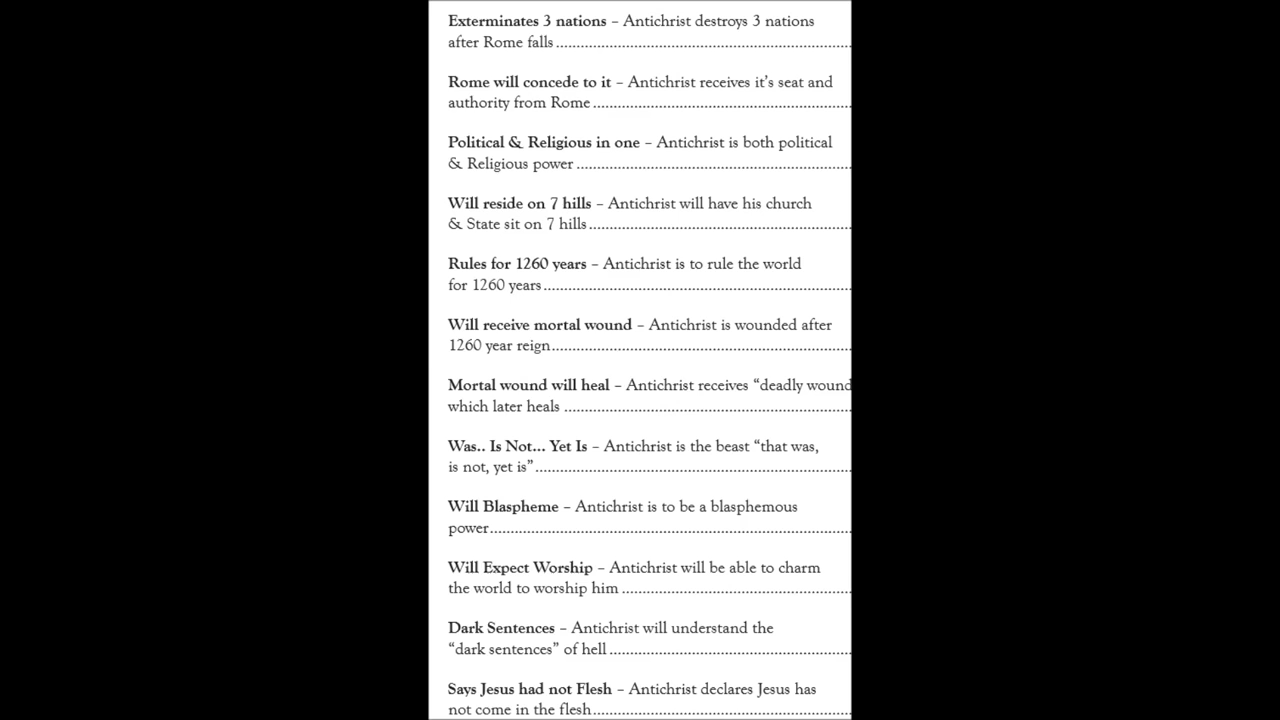 Exterminates 3 nations – Antichrist destroys 3 nations
after Rome falls........................................................................
Rome will concede to it – Antichrist receives it's seat and
authority from Rome..............................................................
Political & Religious in one – Antichrist is both political
& Religious power ..................................................................
Will reside on 7 hills – Antichrist will have his church
& State sit on 7 hills...............................................................
Rules for 1260 years – Antichrist is to rule the world
for 1260 years..........................................................................
Will receive mortal wound – Antichrist is wounded after
1260 year reign........................................................................
Mortal wound will heal – Antichrist receives “deadly wound
which later heals .....................................................................
Was.. Is Not... Yet Is – Antichrist is the beast “that was,
is not, yet is”............................................................................
Will Blaspheme – Antichrist is to be a blasphemous
power.......................................................................................
Will Expect Worship – Antichrist will be able to charm
the world to worship him .......................................................
Dark Sentences – Antichrist will understand the
“dark sentences” of hell..........................................................
Says Jesus had not Flesh – Antichrist declares Jesus has
not come in the flesh..............................................................